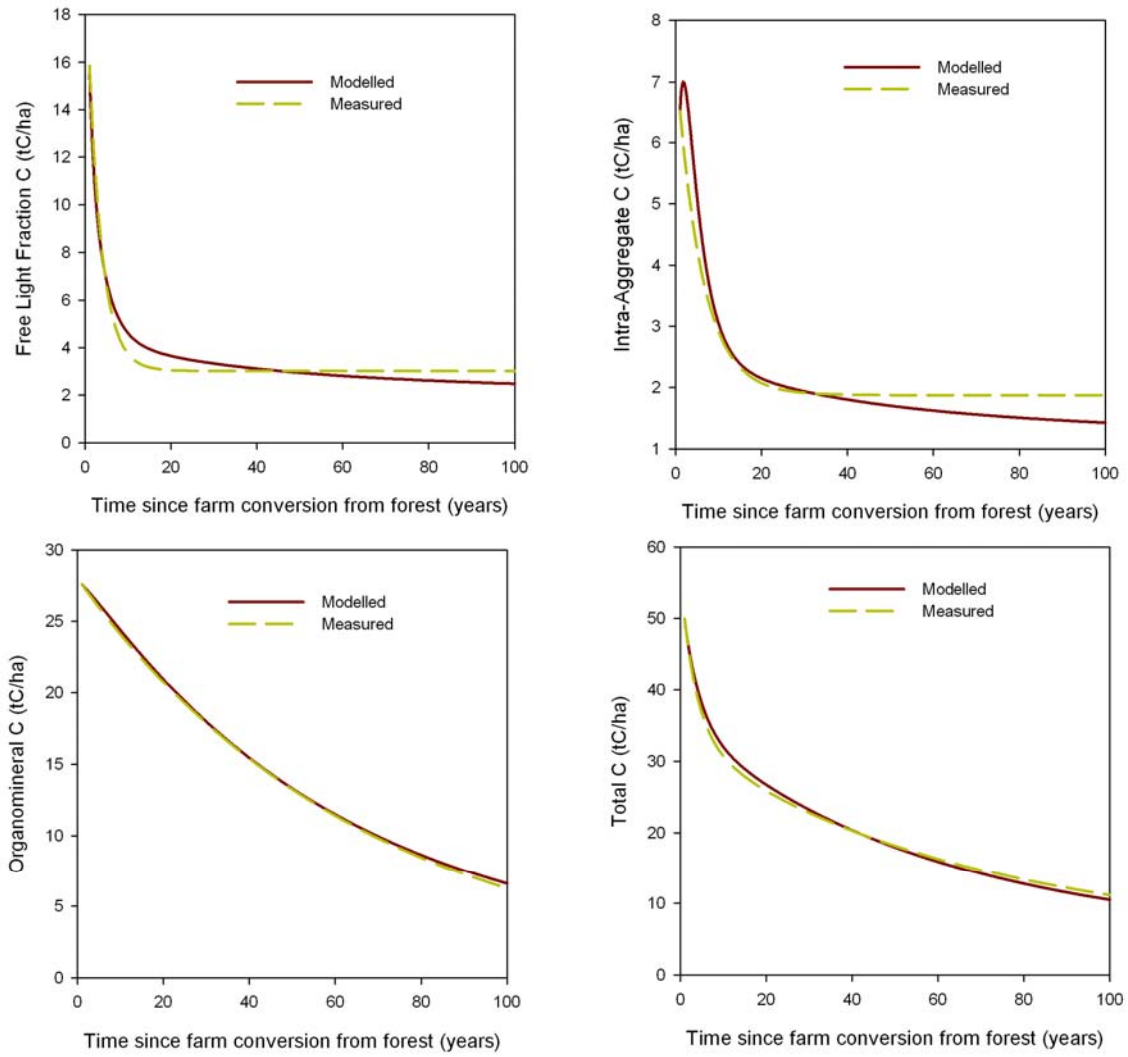 Free Light Fraction C (tC/ha)
18
16
14
12
10
8
6
4
2
0
Modelled
Measured
0 20 40 60 80 100
Time since farm conversion from forest (years)
Intra-Aggregate C (tC/ha)
8
7
6
5
4
3
2
1
Modelled
Measured
0 20 40 60 80 100
Time since farm conversion from forest (years)
Organomineral C (tC/ha)
30
25
20
15
10
5
0
Modelled
Measured
0 20 40 60 80 100
Time since farm conversion from forest (years)
Total C (tC/ha)
60
50
40
30
20
10
0
Modelled
Measured
0 20 40 60 80 100
Time since farm conversion from forest (years)